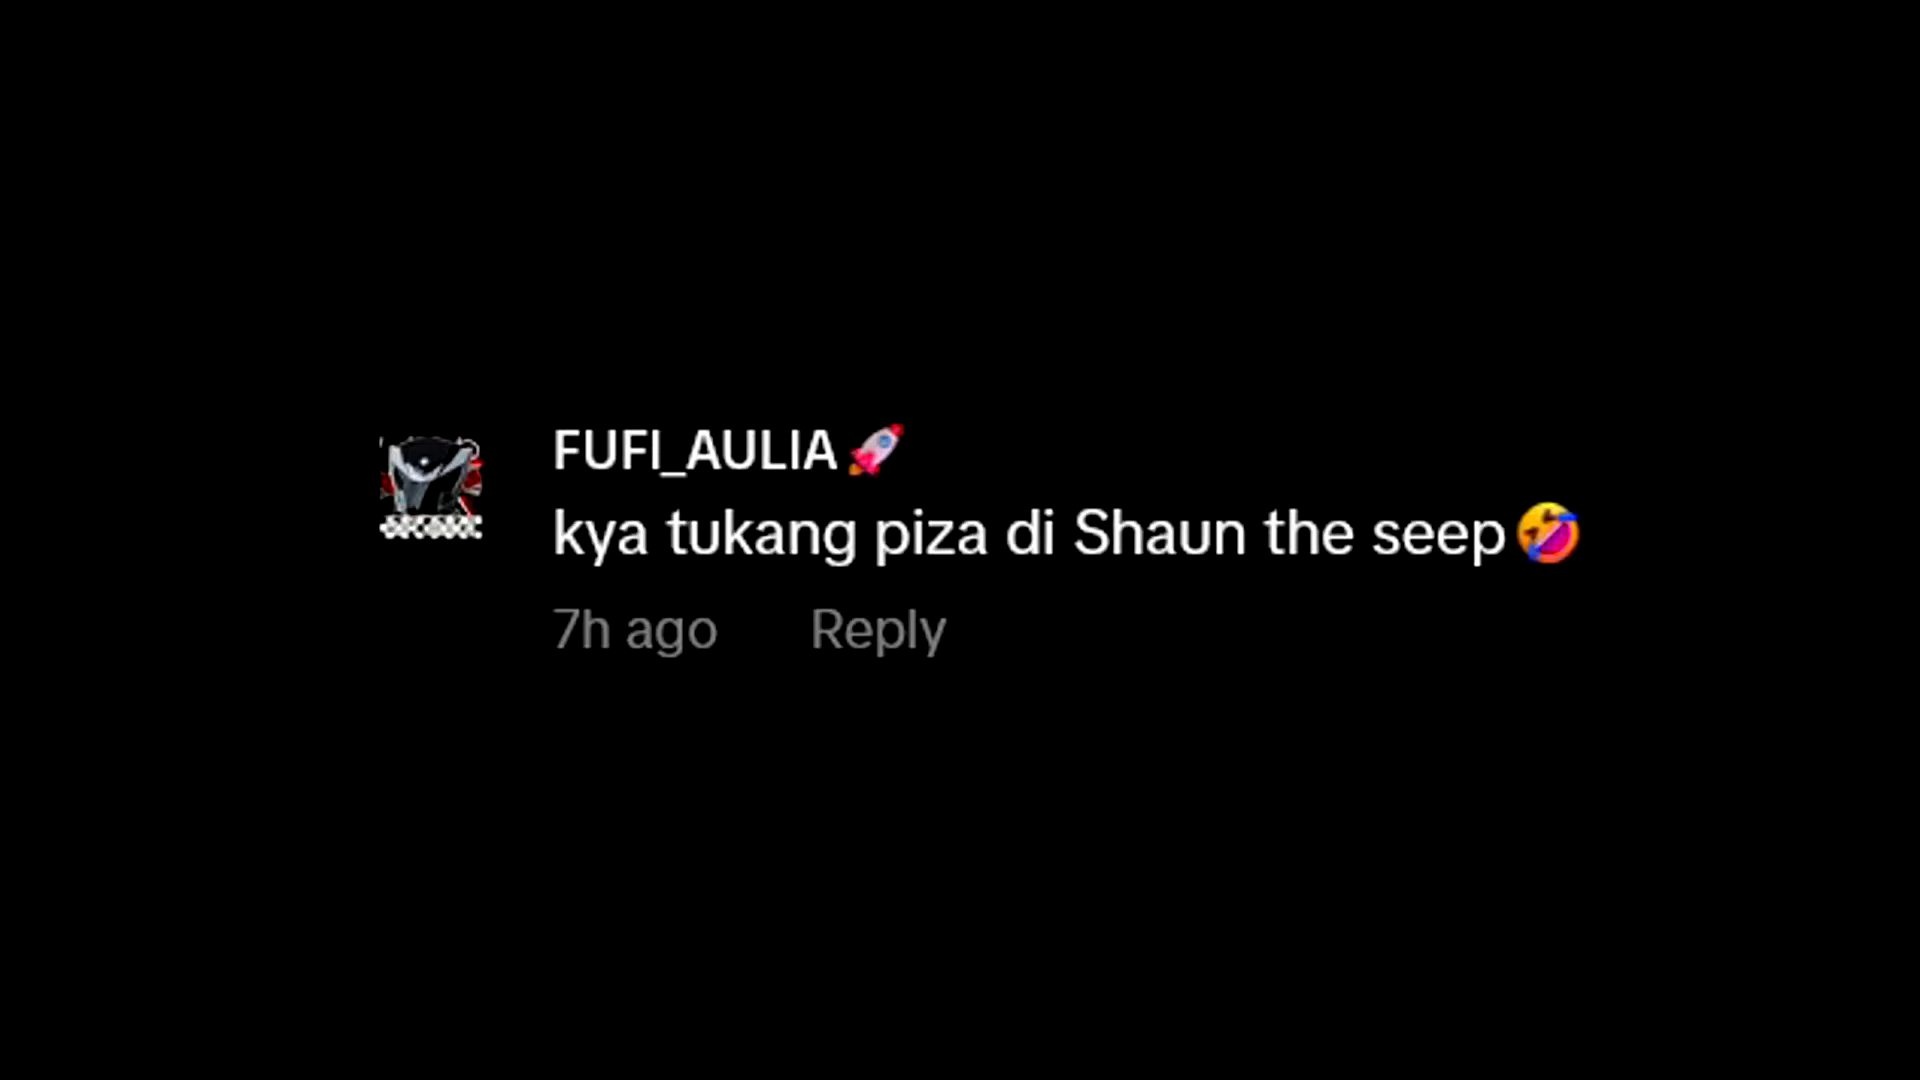 FUFI_AULIA🚀
kya tukang piza di Shaun the seep🤣
7h ago Reply